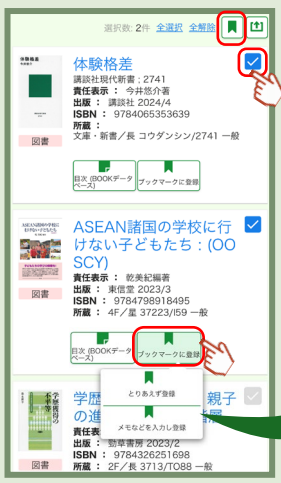 選択数: 2件 全選択 全解除
体験格差
講談社現代新書 ; 2741
責任表示 ： 今井悠介著
出版 ： 講談社 2024/4
ISBN ： 9784065353639
所蔵 ：
文庫・新書／長 コウダンシン/2741 一般
図書
目次 (BOOKデータベース)
ブックマークに登録
ASEAN諸国の学校に行
けない子どもたち : (OO
SCY)
責任表示 ： 乾美紀編著
出版 ： 東信堂 2023/3
ISBN ： 9784798918495
所蔵 ： 4F／星 37223/I59 一般
図書
目次 (BOOKデータベース)
ブックマークに登録
とりあえず登録
メモなどを入力し登録
学歴
親子
の進
階層
出版 ： 勁草書房 2023/2
ISBN ： 9784326251698
所蔵 ： 2F／長 3713/TO88 一般
図書